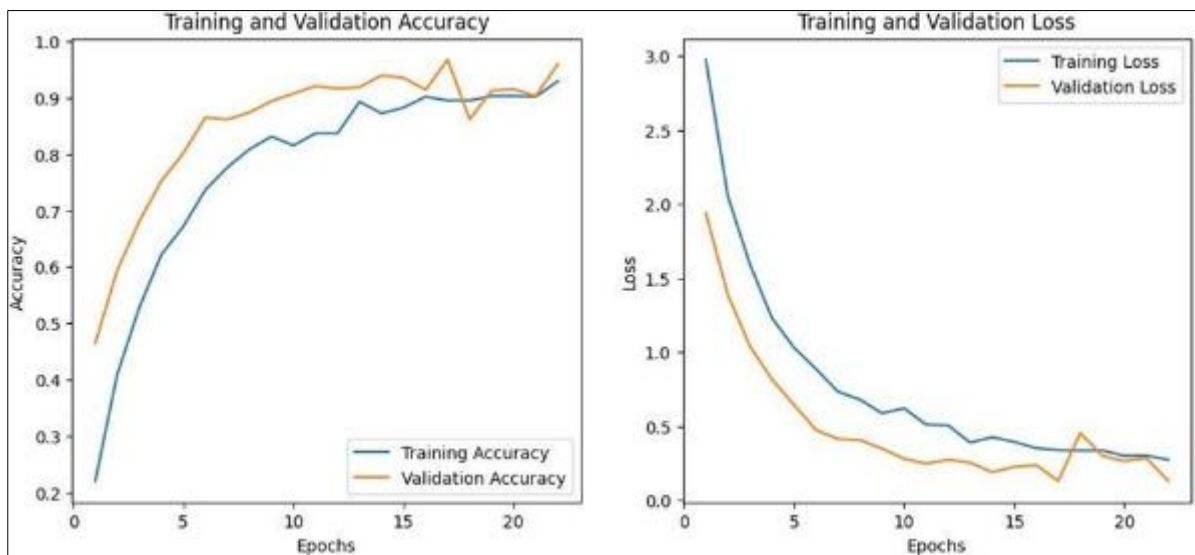 Training and Validation Accuracy
1.0
0.9
0.8
0.7
0.6
0.5
0.4
0.3
0.2
Accuracy
Training Accuracy
Validation Accuracy
0 5 10 15 20
Epochs
Training and Validation Loss
3.0
2.5
2.0
1.5
1.0
0.5
0.0
Loss
Training Loss
Validation Loss
0 5 10 15 20
Epochs